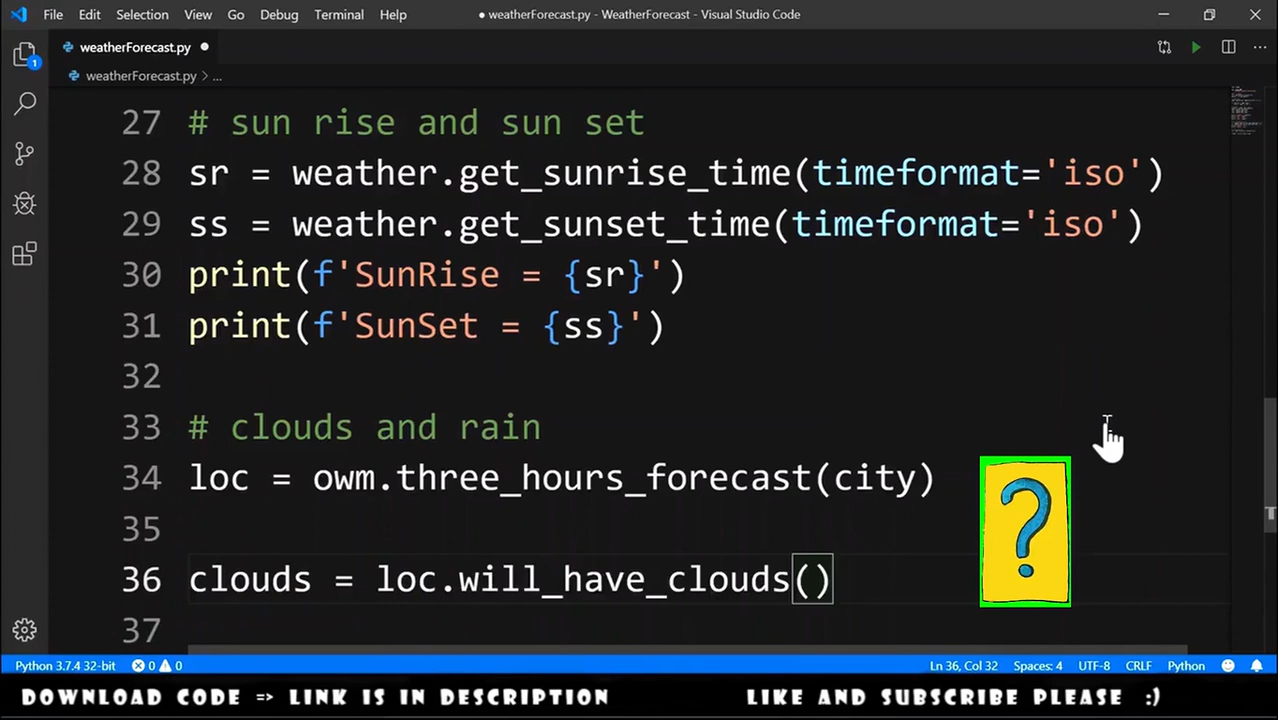 File Edit Selection View Go Debug Terminal Help
● weatherForecast.py - WeatherForecast - Visual Studio Code
weatherForecast.py ●
weatherForecast.py > ...
27 # sun rise and sun set
28 sr = weather.get_sunrise_time(timeformat='iso')
29 ss = weather.get_sunset_time(timeformat='iso')
30 print(f'SunRise = {sr}')
31 print(f'SunSet = {ss}')
32
33 # clouds and rain
34 loc = owm.three_hours_forecast(city)
35
36 clouds = loc.will_have_clouds()
37
?
1
Python 3.7.4 32-bit 0 0 Ln 36, Col 32 Spaces: 4 UTF-8 CRLF Python
DOWNLOAD CODE => LINK IS IN DESCRIPTION LIKE AND SUBSCRIBE PLEASE :)